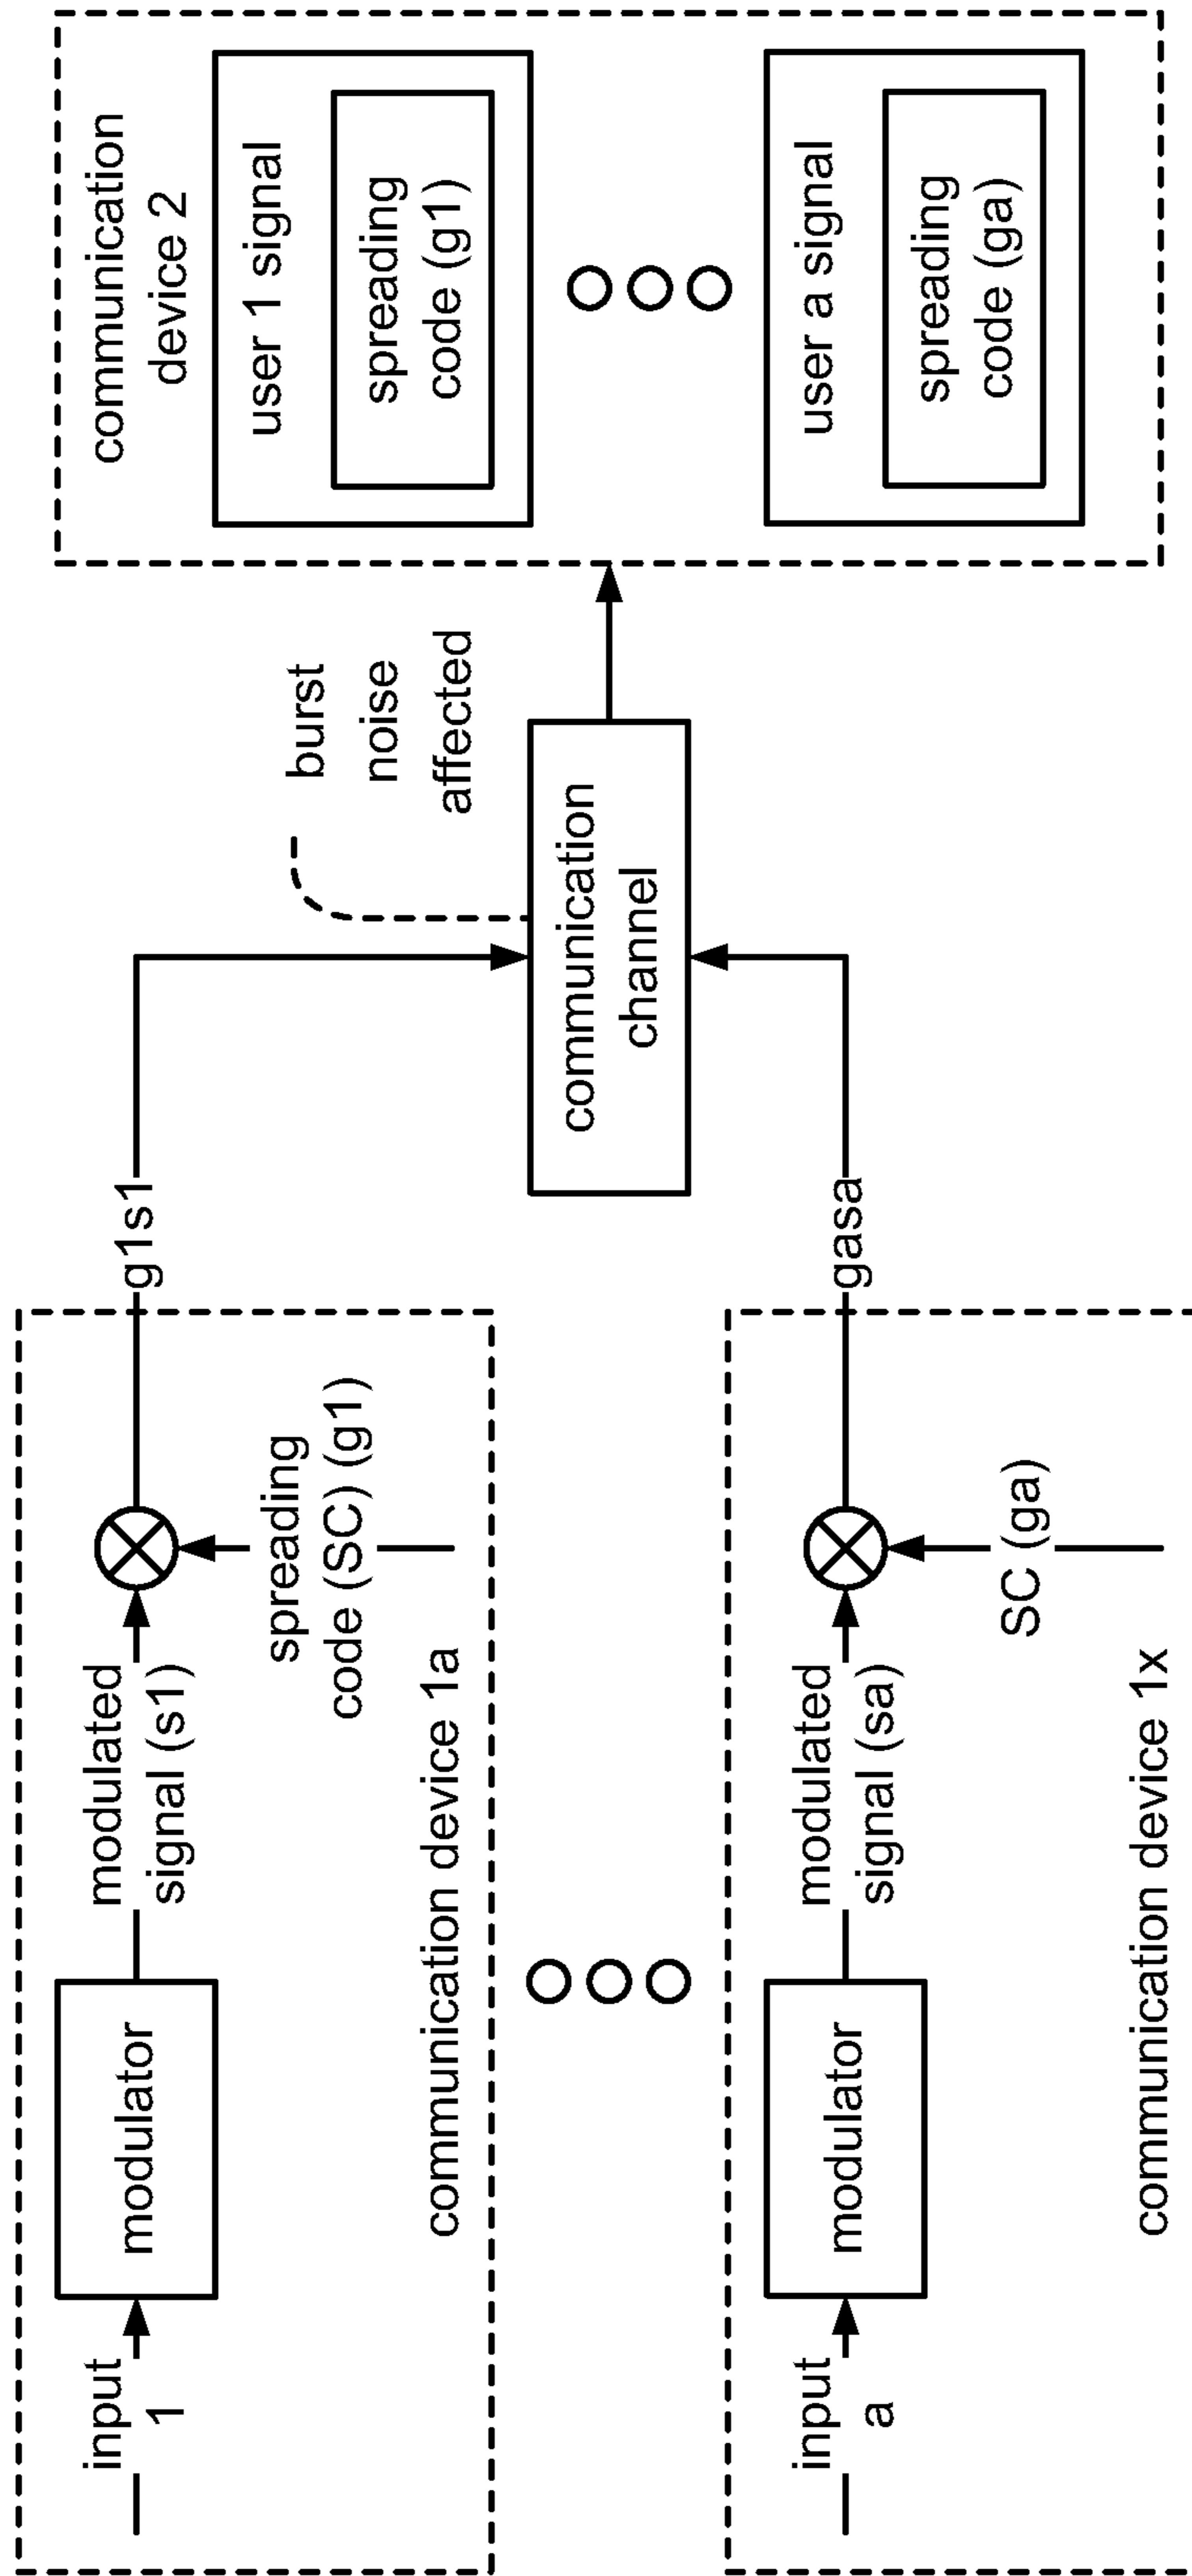 input
1
modulator
modulated
signal (s1)
spreading
code (SC) (g1)
communication device 1a
g1s1
input
a
modulator
modulated
signal (sa)
SC (ga)
communication device 1x
gasa
burst
noise
affected
communication
channel
communication
device 2
user 1 signal
spreading
code (g1)
user a signal
spreading
code (ga)